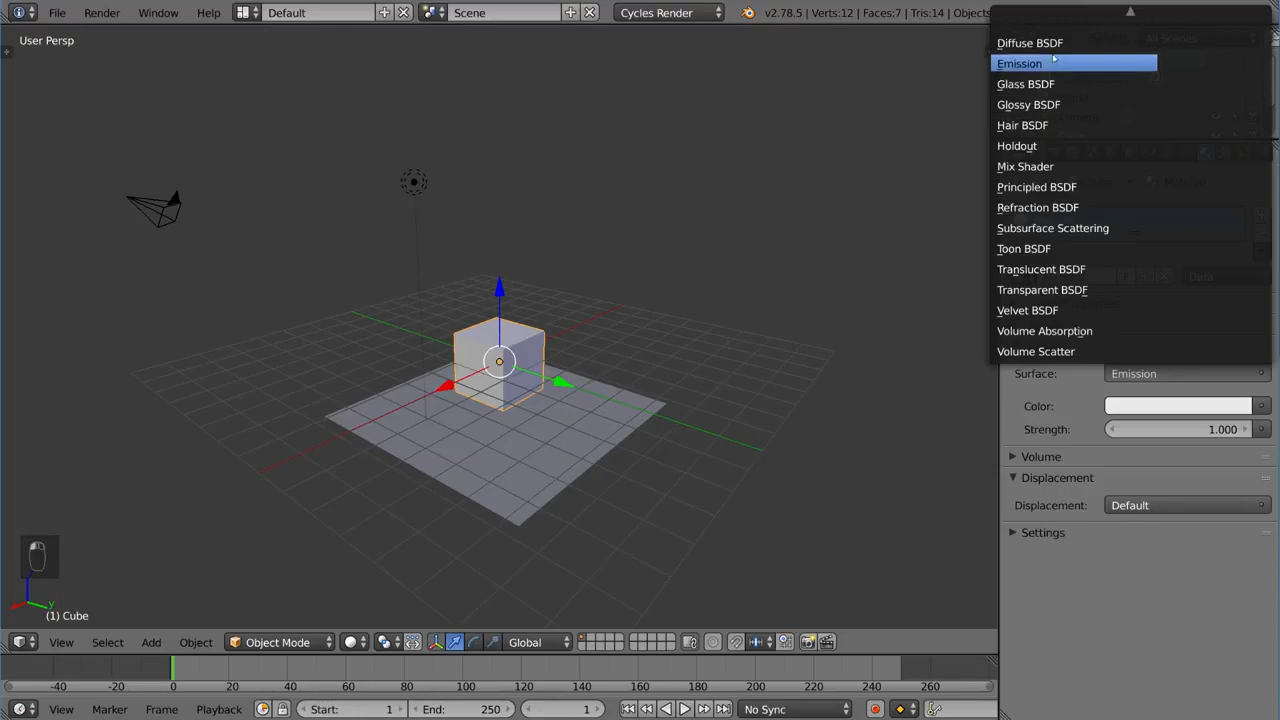 File Render Window Help Default Scene Cycles Render v2.78.5 | Verts:12 | Faces:7 | Tris:14 | Objects
User Persp
All Scenes
Diffuse BSDF
Emission
Glass BSDF
Glossy BSDF
Hair BSDF
Holdout
Mix Shader
Principled BSDF
Refraction BSDF
Subsurface Scattering
Toon BSDF
Translucent BSDF
Transparent BSDF
Velvet BSDF
Volume Absorption
Volume Scatter
Data
Surface: Emission
Color:
Strength: 1.000
Volume
Displacement
Displacement: Default
Settings
y
(1) Cube
View Select Add Object Object Mode Global
-40 -20 0 20 40 60 80 100 120 140 160 180 200 220 240 260
View Marker Frame Playback Start: 1 End: 250 1 No Sync